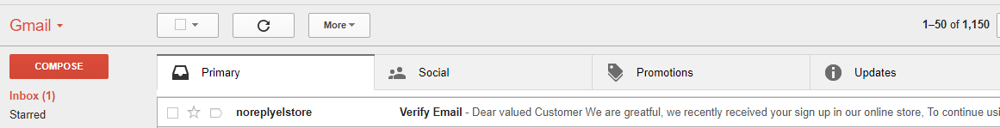 Gmail More 1–50 of 1,150
COMPOSE Primary Social Promotions Updates
Inbox (1)
noreplyelstore Verify Email - Dear valued Customer We are greatful, we recently received your sign up in our online store, To continue usi
Starred